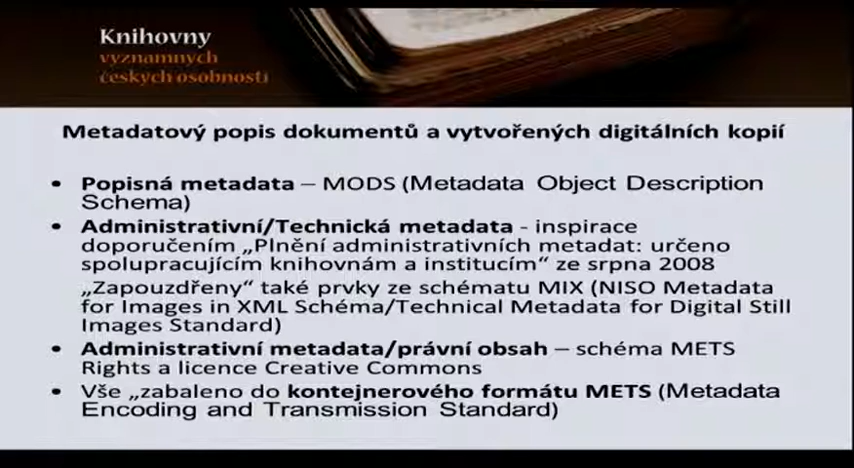 Knihovny
významných
českých osobností
Metadatový popis dokumentů a vytvořených digitálních kopií
• Popisná metadata – MODS (Metadata Object Description
Schema)
• Administrativní/Technická metadata - inspirace
doporučením „Plnění administrativních metadat: určeno
spolupracujícím knihovnám a institucím“ ze srpna 2008
„Zapouzdřeny“ také prvky ze schématu MIX (NISO Metadata
for Images in XML Schéma/Technical Metadata for Digital Still
Images Standard)
• Administrativní metadata/právní obsah – schéma METS
Rights a licence Creative Commons
• Vše „zabaleno do kontejnerového formátu METS (Metadata
Encoding and Transmission Standard)